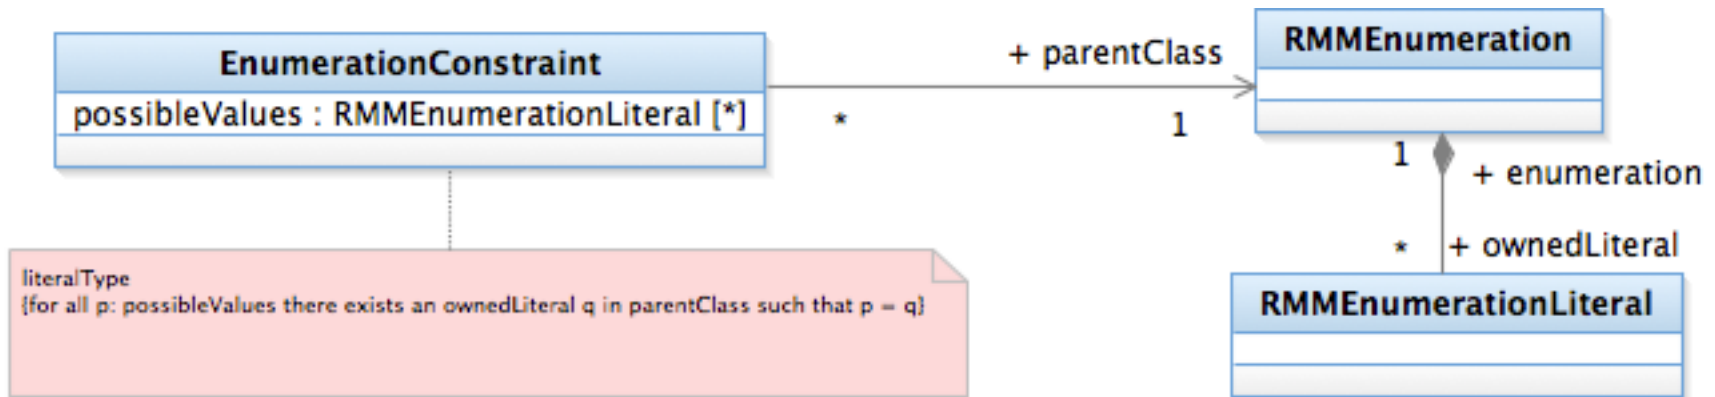 EnumerationConstraint
possibleValues : RMMEnumerationLiteral [*]
+ parentClass
*
1
RMMEnumeration
1
+ enumeration
*
+ ownedLiteral
RMMEnumerationLiteral
literalType
{for all p: possibleValues there exists an ownedLiteral q in parentClass such that p = q}